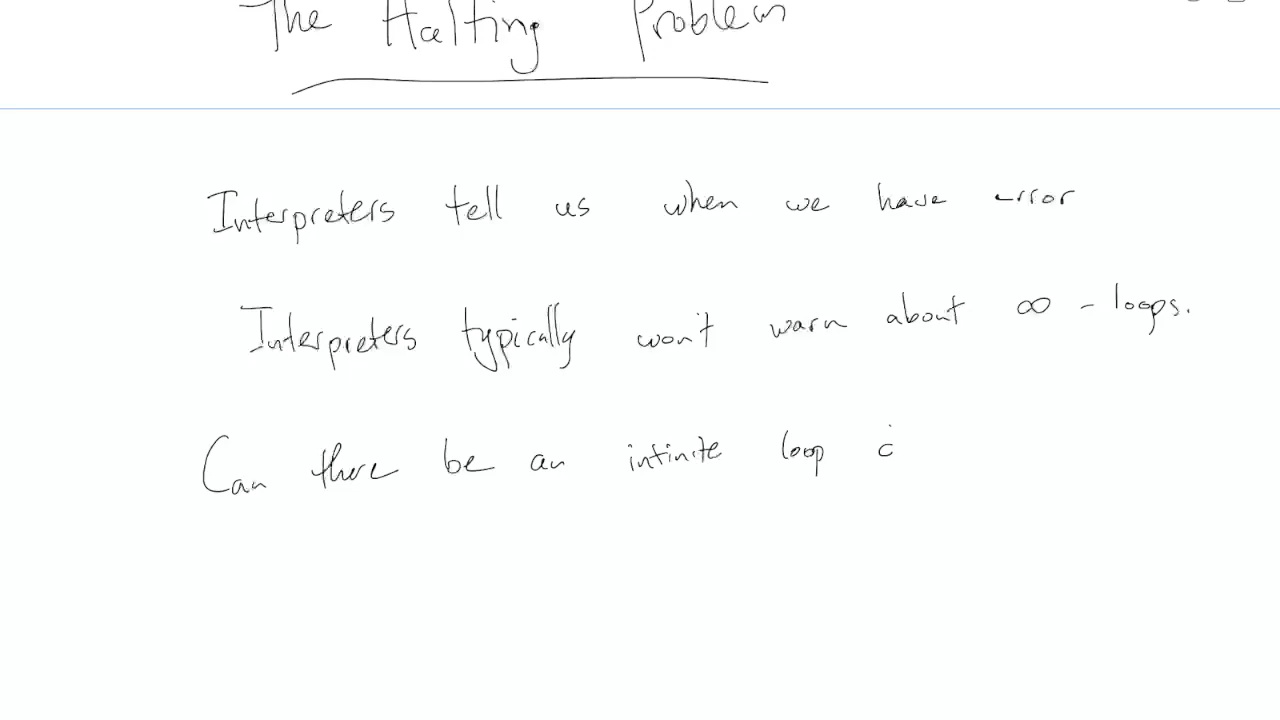 The Halting Problem
Interpreters tell us when we have error
Interpreters typically won't warn about ∞ - loops.
Can there be an infinite loop